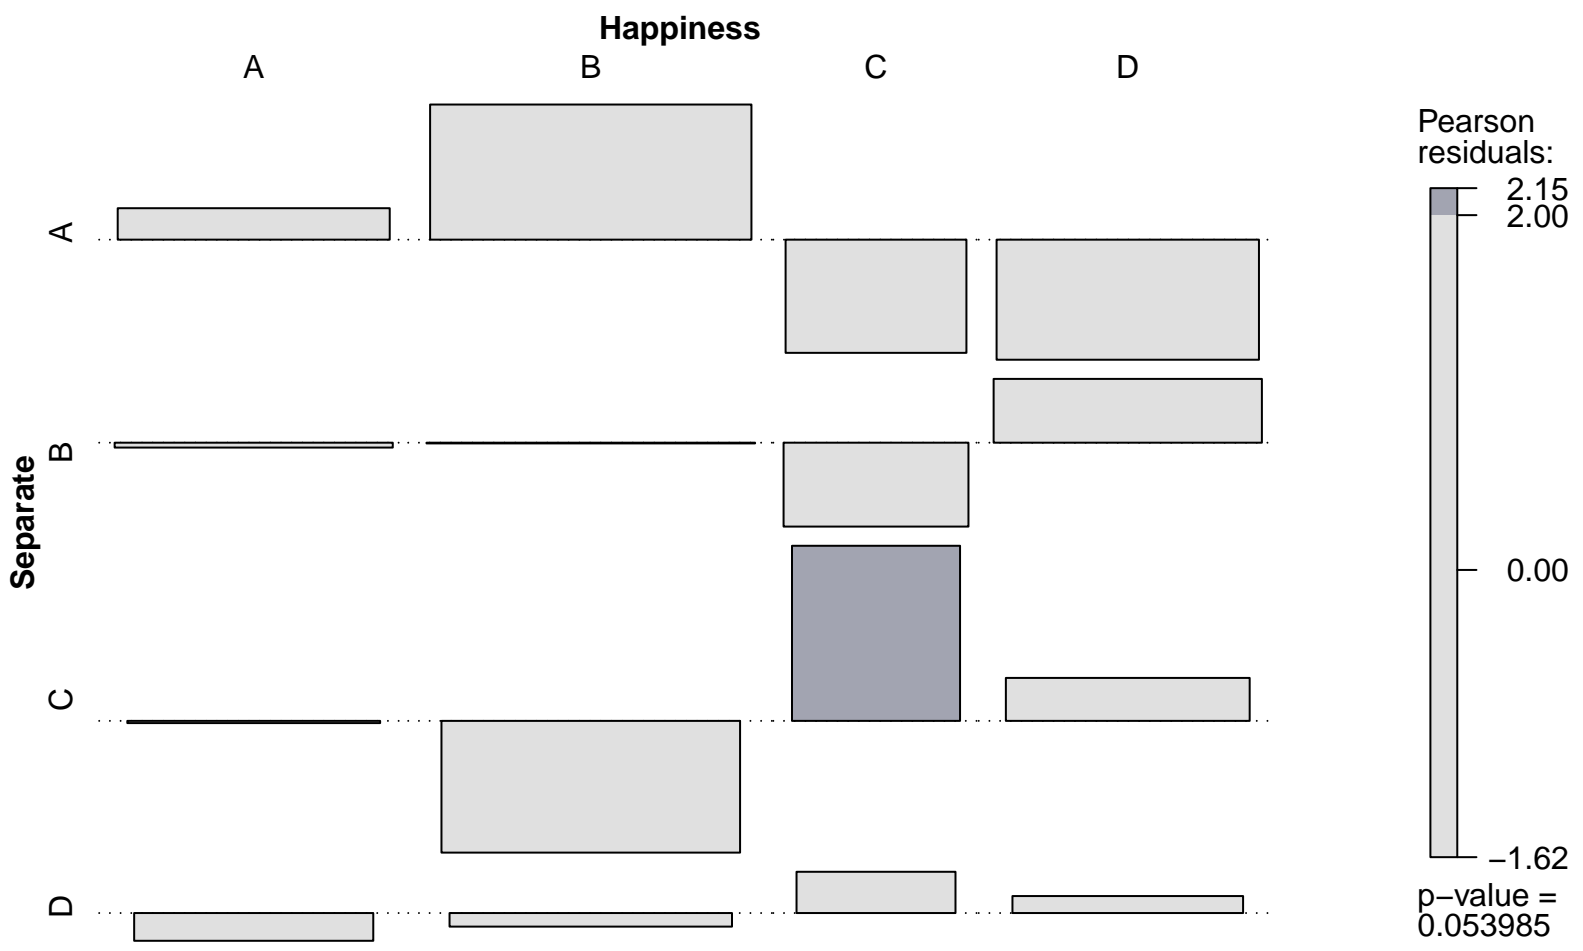 Happiness
A B C D
Pearson
residuals:
2.15
2.00
0.00
−1.62
p−value =
0.053985
Separate
A
B
C
D